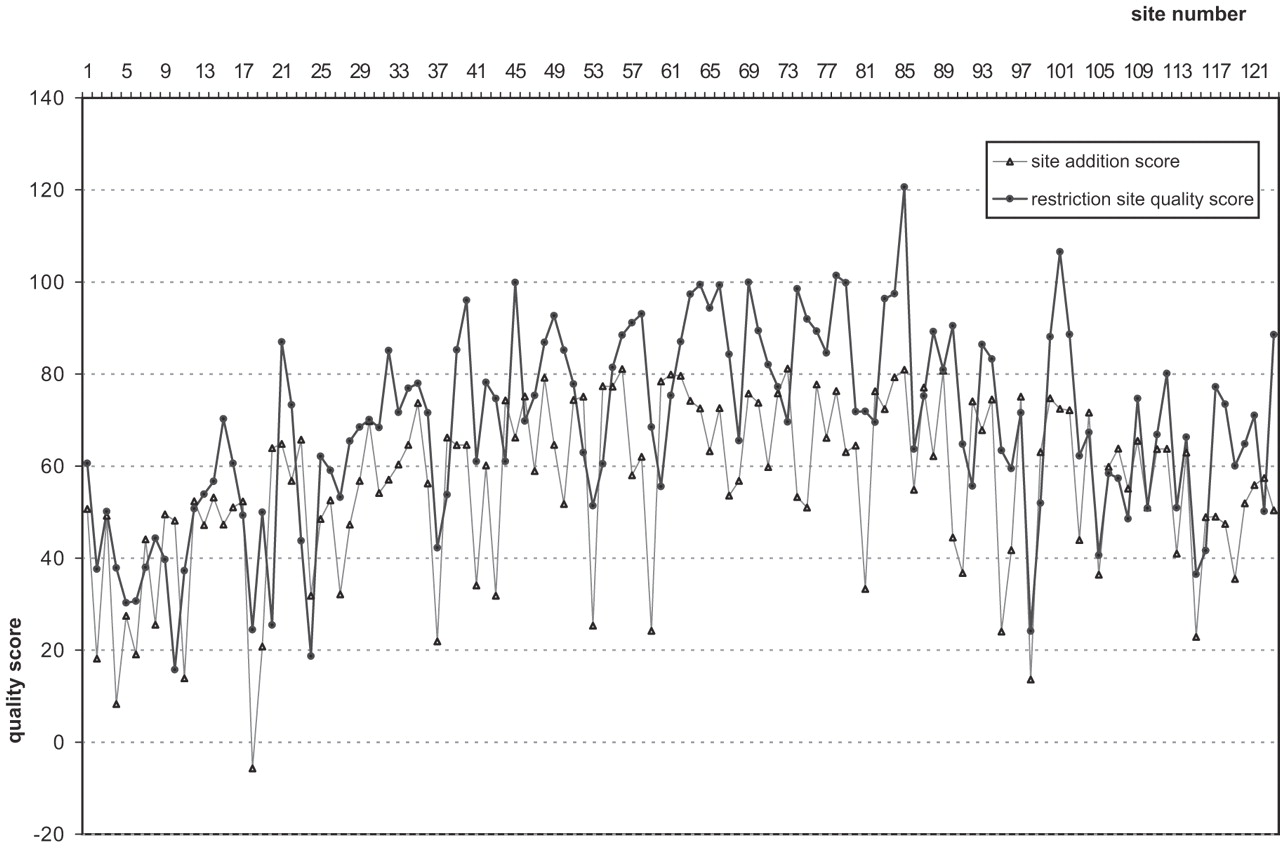 site number
1 5 9 13 17 21 25 29 33 37 41 45 49 53 57 61 65 69 73 77 81 85 89 93 97 101 105 109 113 117 121
140
120
100
80
60
40
20
0
-20
site addition score
restriction site quality score
quality score